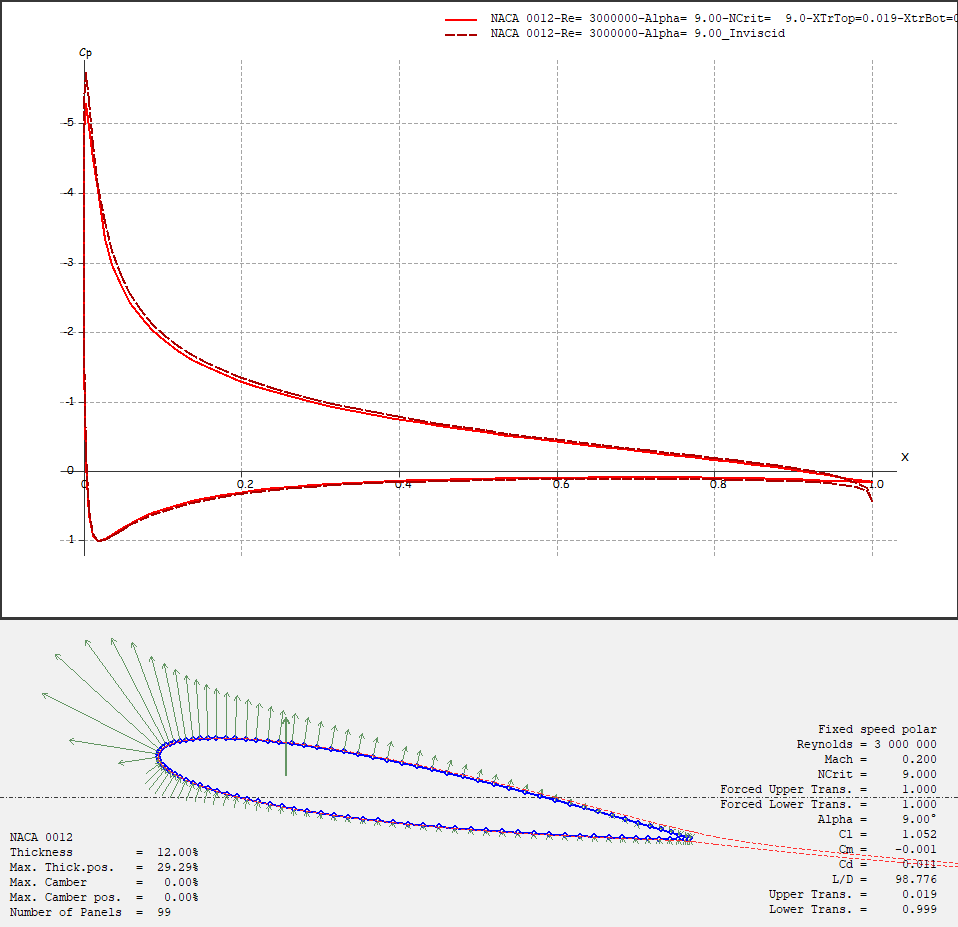 NACA 0012-Re= 3000000-Alpha= 9.00-NCrit=  9.0-XTrTop=0.019-XtrBot=0
NACA 0012-Re= 3000000-Alpha= 9.00_Inviscid
Cp
-5
-4
-3
-2
-1
0
1
X
0 0.2 0.4 0.6 0.8 1.0
Fixed speed polar
Reynolds = 3 000 000
Mach = 0.200
NCrit = 9.000
Forced Upper Trans. = 1.000
Forced Lower Trans. = 1.000
Alpha = 9.00°
Cl = 1.052
Cm = -0.001
Cd = 0.011
L/D = 98.776
Upper Trans. = 0.019
Lower Trans. = 0.999
NACA 0012
Thickness = 12.00%
Max. Thick.pos. = 29.29%
Max. Camber = 0.00%
Max. Camber pos. = 0.00%
Number of Panels = 99